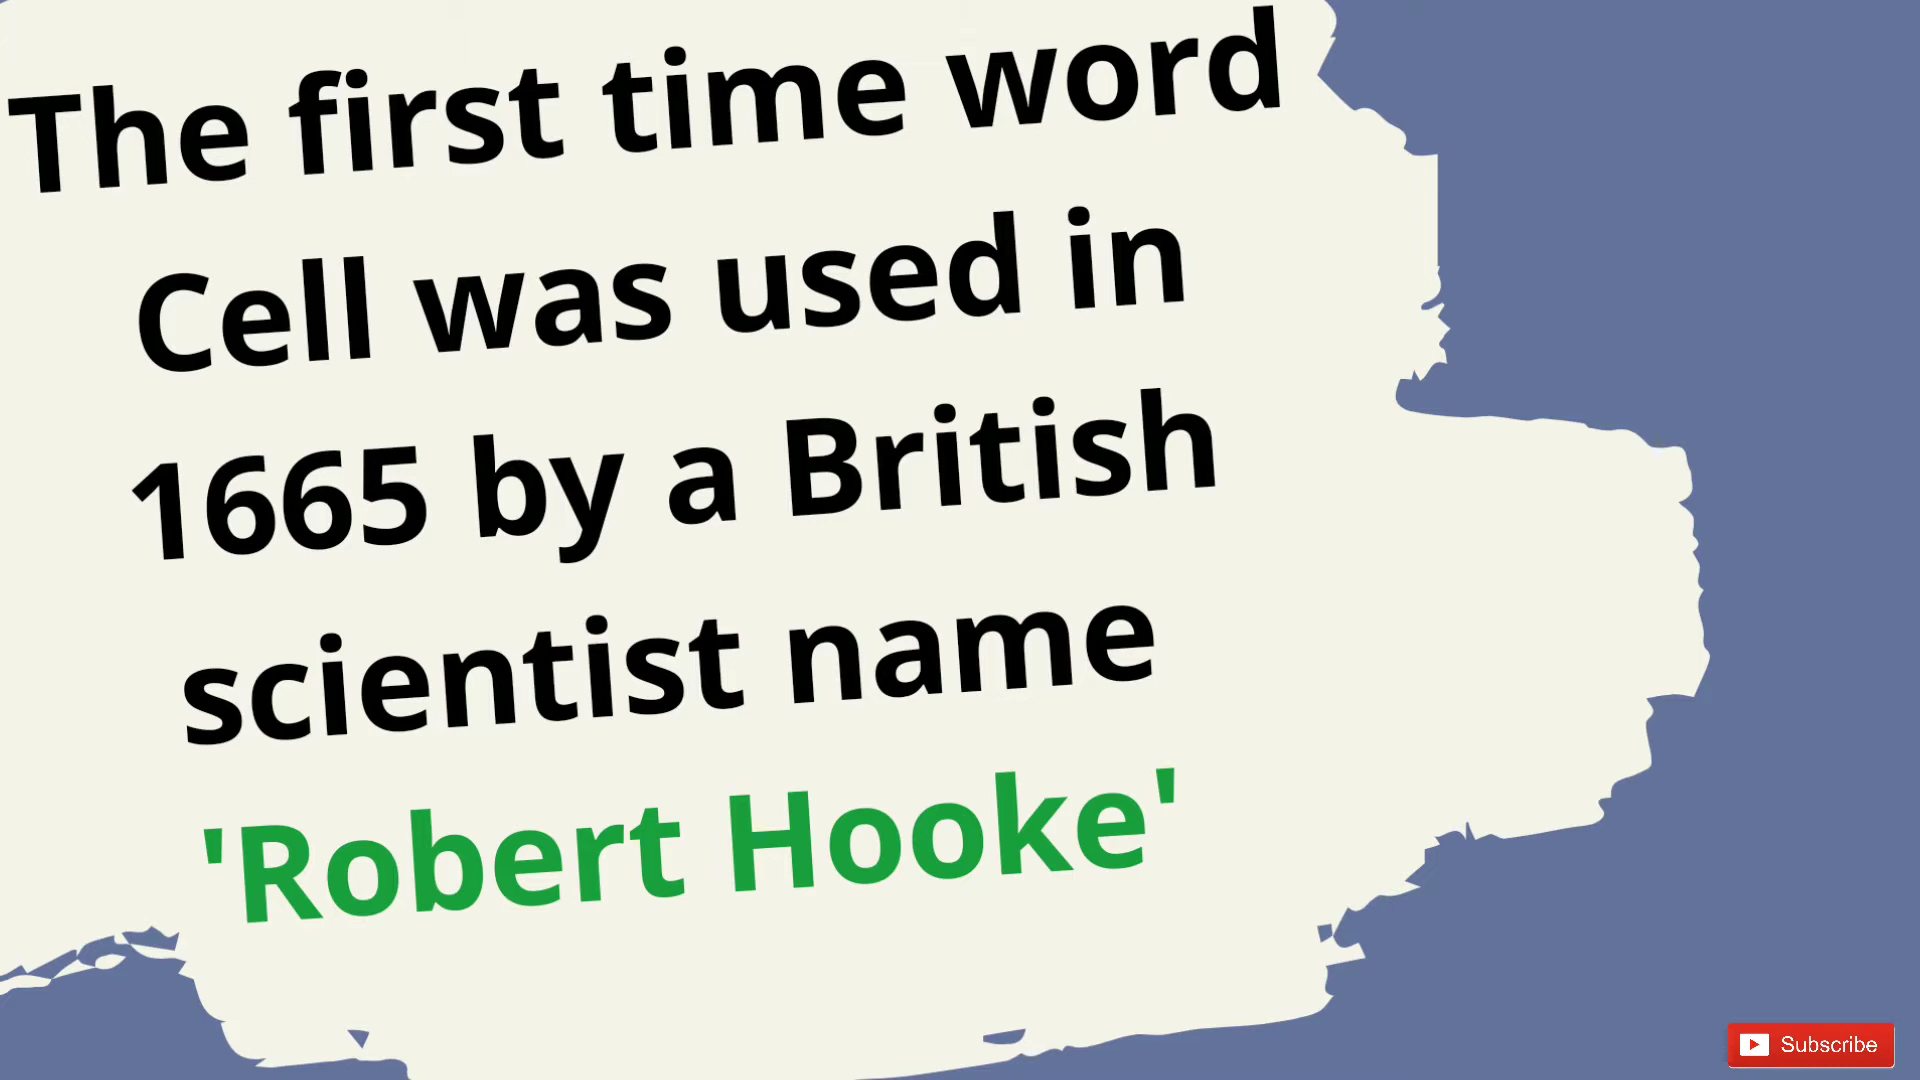 The first time word
Cell was used in
1665 by a British
scientist name
'Robert Hooke'
Subscribe